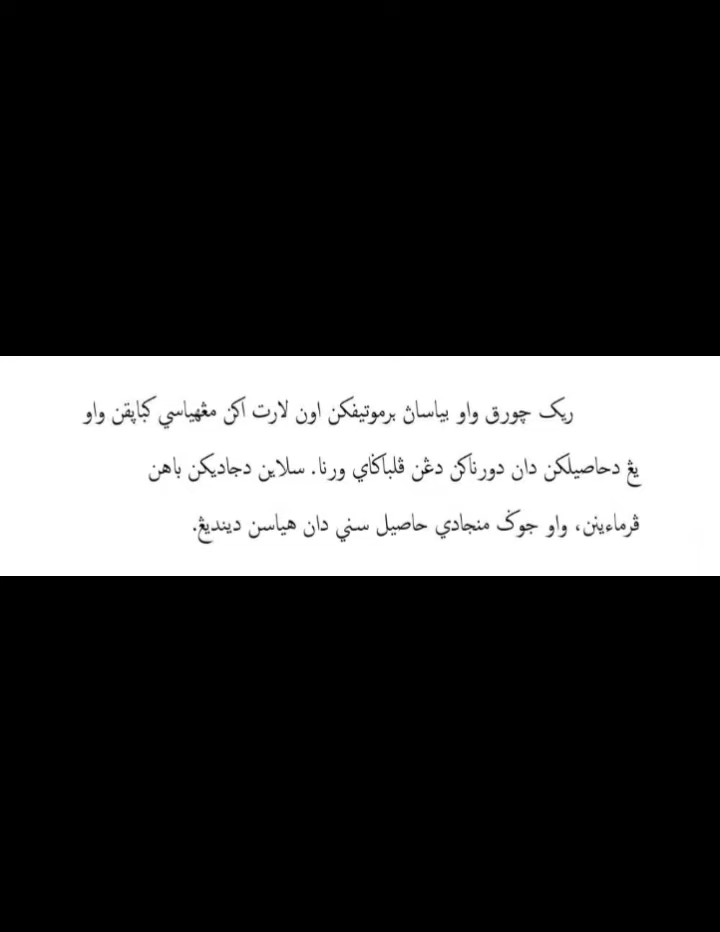 ريک چورق واو بياساڽ برموتيفکن اون لارت اکن مڠهياسي کباڽقن واو
يڠ دحاصيلکن دان دورناکن دڠن ڤلباݢاي ورنا. سلاين دجاديکن باهن
ڤرماءينن، واو جوݢ منجادي حاصيل سني دان هياسن دينديڠ.